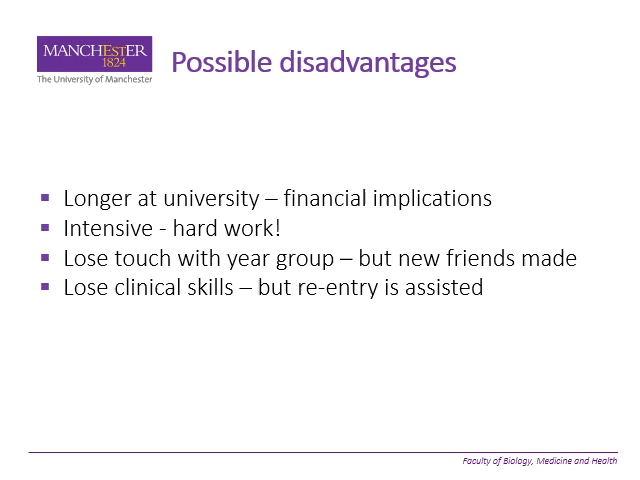 MANCHESTER
1824
The University of Manchester
Possible disadvantages
▪ Longer at university – financial implications
▪ Intensive - hard work!
▪ Lose touch with year group – but new friends made
▪ Lose clinical skills – but re-entry is assisted
Faculty of Biology, Medicine and Health